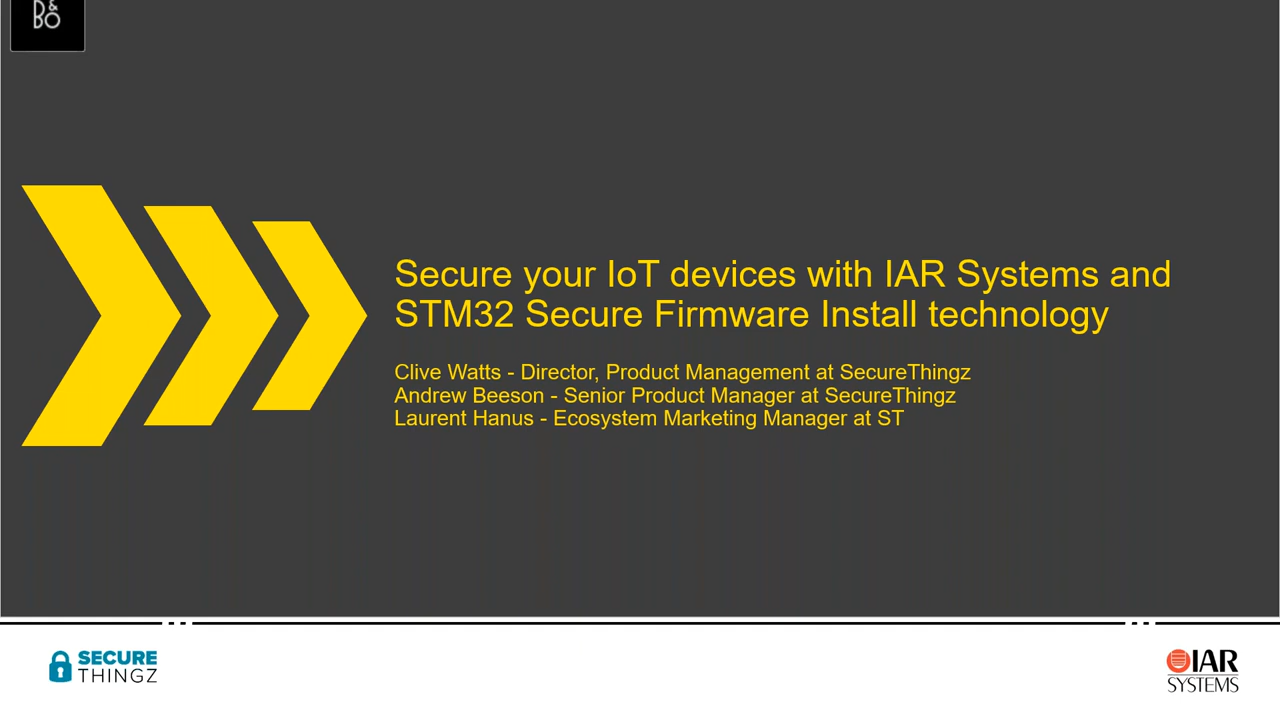 B&
BO
Secure your IoT devices with IAR Systems and
STM32 Secure Firmware Install technology
Clive Watts - Director, Product Management at SecureThingz
Andrew Beeson - Senior Product Manager at SecureThingz
Laurent Hanus - Ecosystem Marketing Manager at ST
SECURE
THINGZ
IAR
SYSTEMS